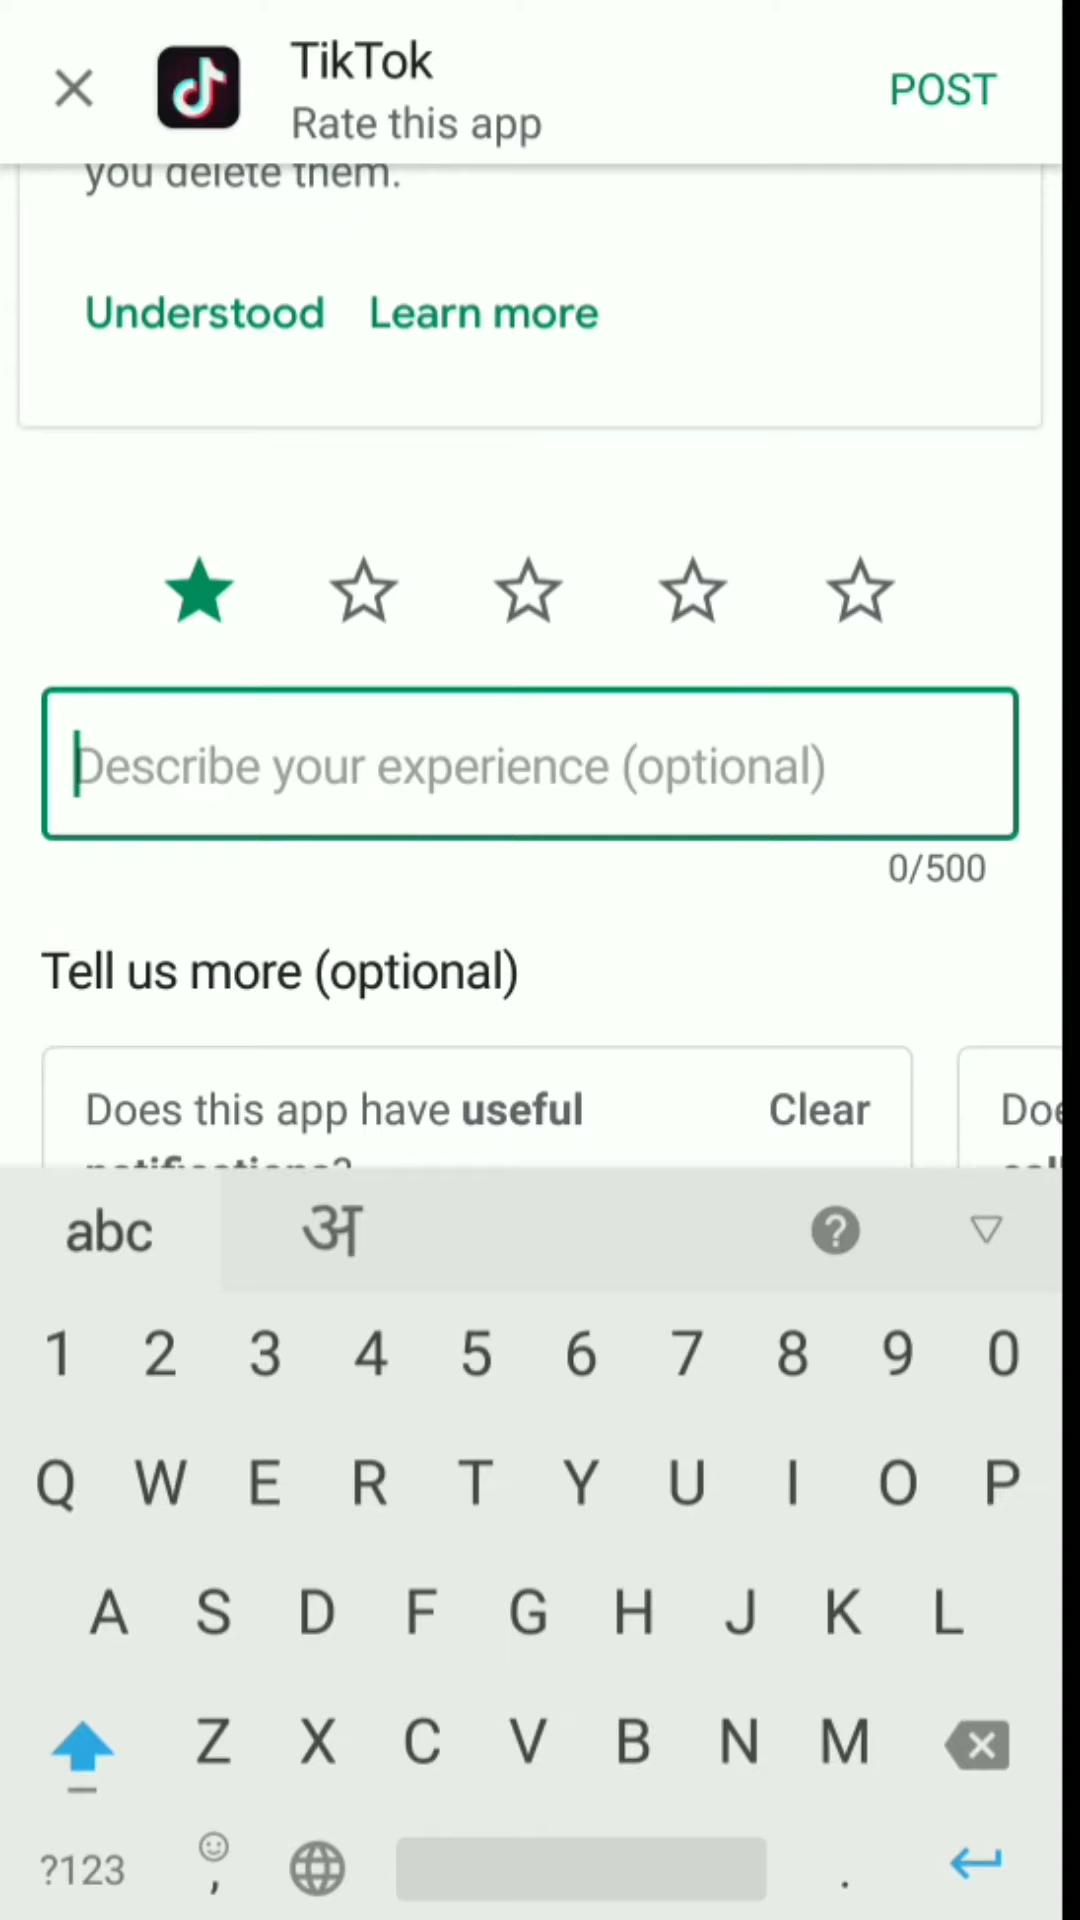 TikTok
Rate this app
POST
you delete them.
Understood Learn more
Describe your experience (optional)
0/500
Tell us more (optional)
Does this app have useful
Clear
notifications?
abc अ
1 2 3 4 5 6 7 8 9 0
Q W E R T Y U I O P
A S D F G H J K L
Z X C V B N M
?123 , .